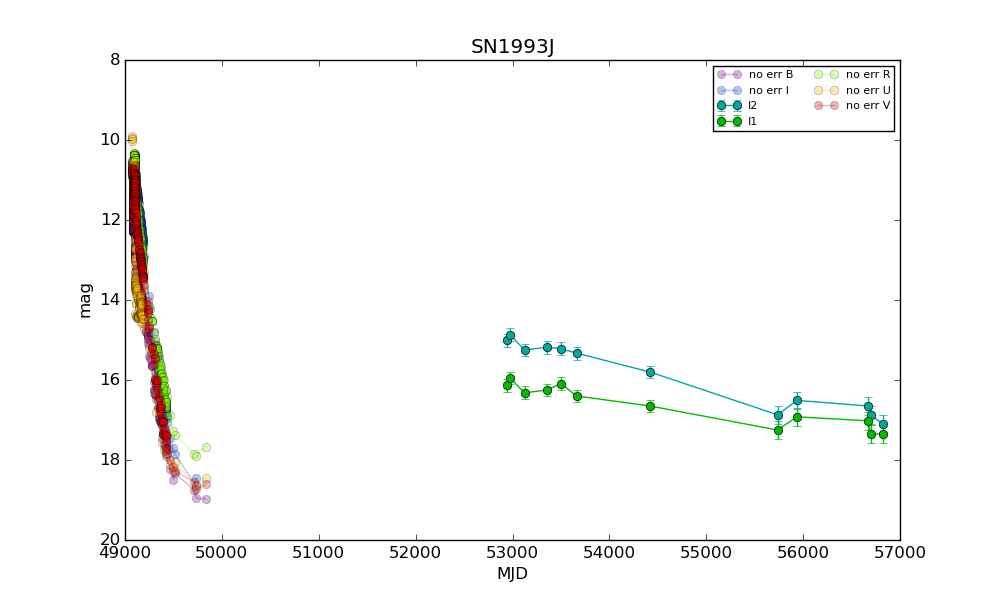 SN1993J
8
10
12
14
16
18
20
mag
no err B
no err I
I2
I1
no err R
no err U
no err V
49000 50000 51000 52000 53000 54000 55000 56000 57000
MJD